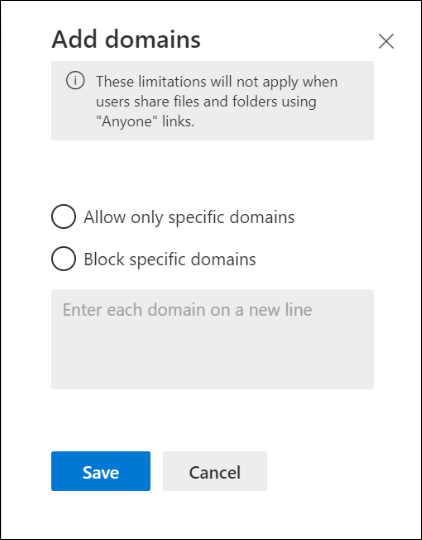 Add domains
These limitations will not apply when
users share files and folders using
"Anyone" links.
Allow only specific domains
Block specific domains
Enter each domain on a new line
Save
Cancel